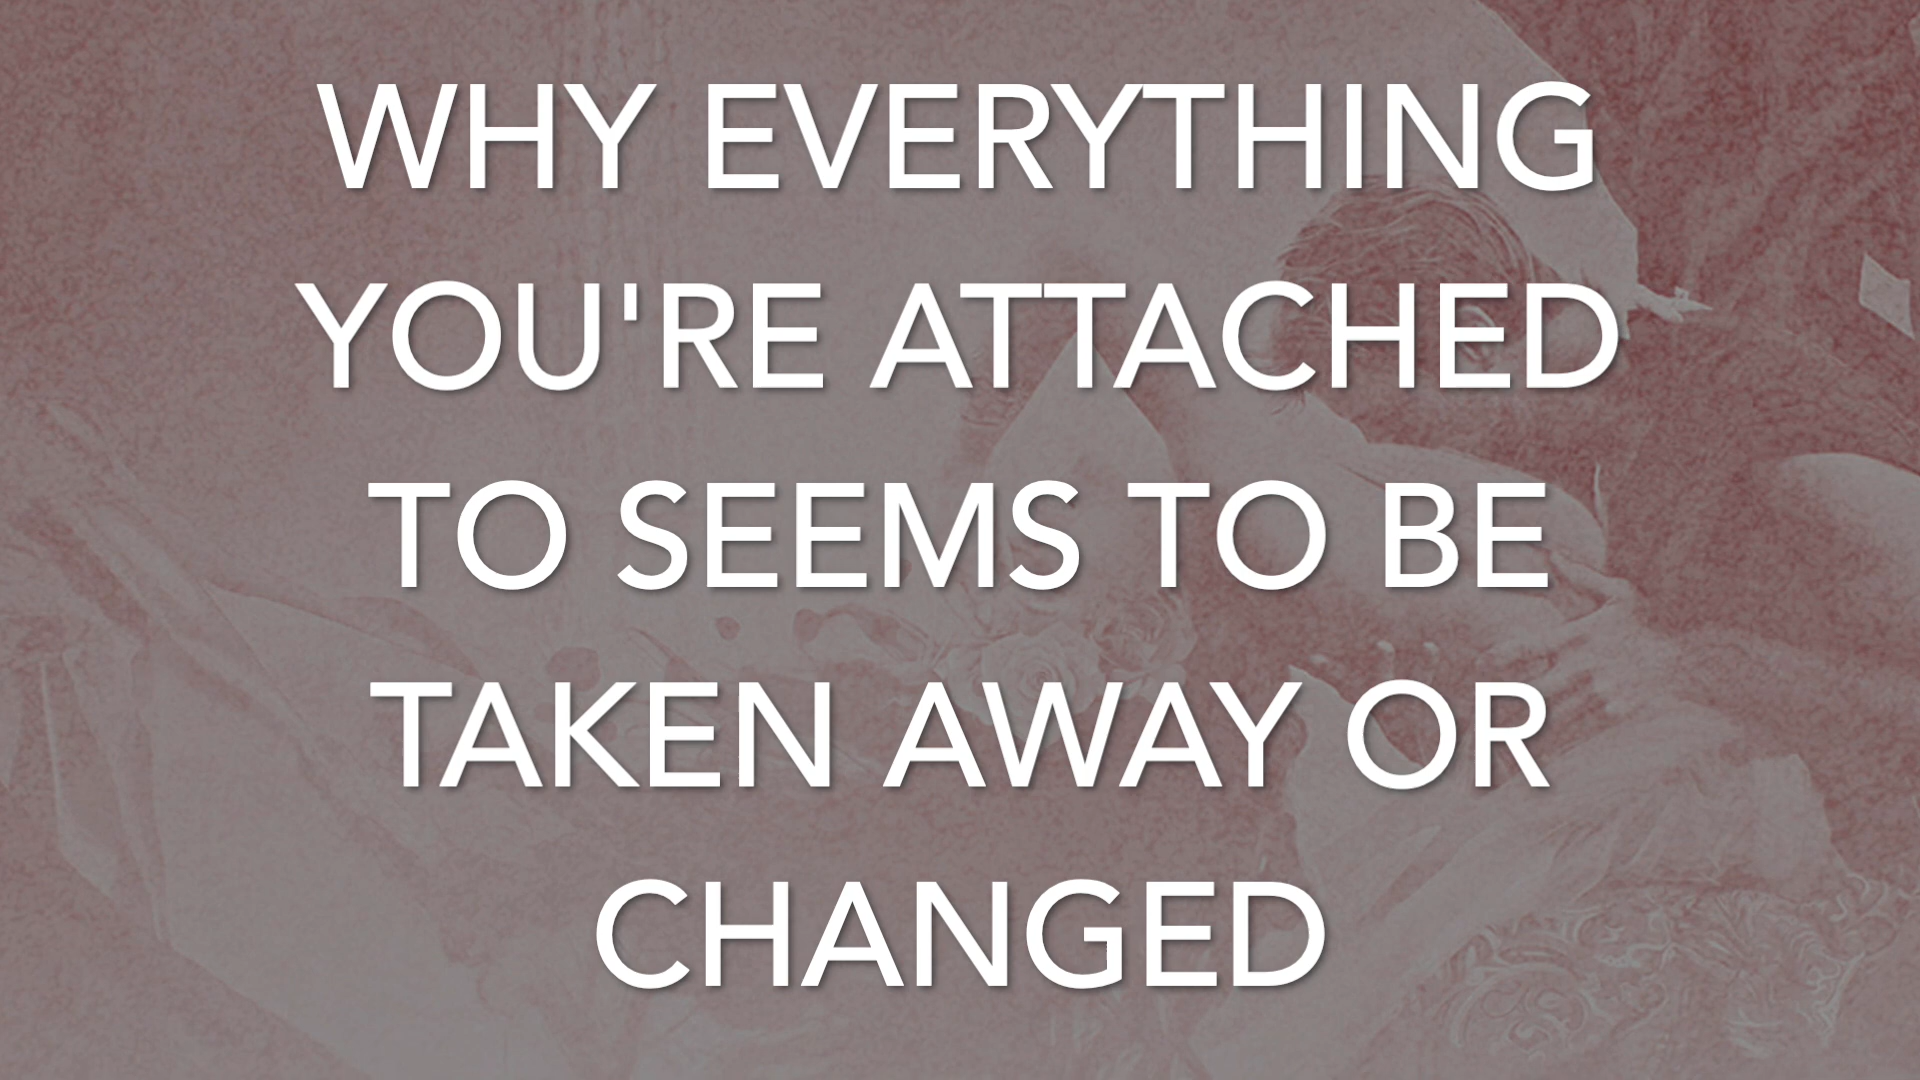 WHY EVERYTHING
YOU'RE ATTACHED
TO SEEMS TO BE
TAKEN AWAY OR
CHANGED